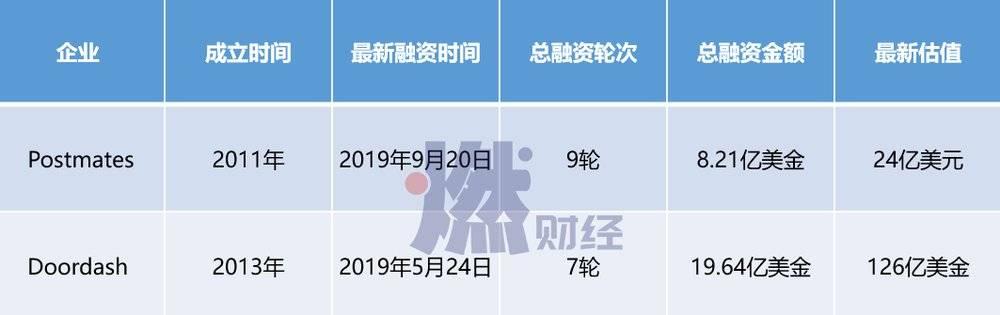 企业 成立时间 最新融资时间 总融资轮次 总融资金额 最新估值
Postmates 2011年 2019年9月20日 9轮 8.21亿美金 24亿美元
Doordash 2013年 2019年5月24日 7轮 19.64亿美金 126亿美金
燃财经